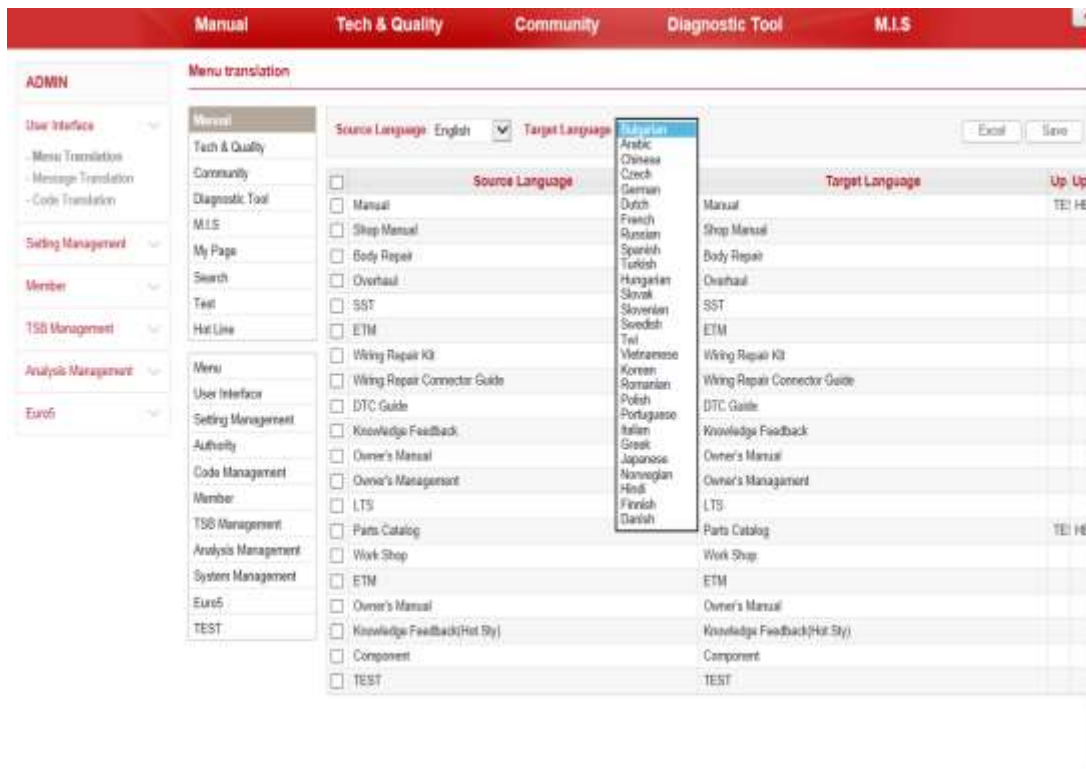 Manual Tech & Quality Community Diagnostic Tool M.I.S
ADMIN
User Interface
- Menu Translation
- Message Translation
- Code Translation
Setting Management
Member
TSB Management
Analysis Management
Euro5
Menu translation
Manual
Tech & Quality
Community
Diagnostic Tool
M.I.S
My Page
Search
Test
Hot Line
Menu
User Interface
Setting Management
Authority
Code Management
Member
TSB Management
Analysis Management
System Management
Euro5
TEST
Source Language English Target Language
Bulgarian
Arabic
Chinese
Czech
German
Dutch
French
Russian
Spanish
Turkish
Hungarian
Slovak
Slovenian
Swedish
Twi
Vietnamese
Korean
Romanian
Polish
Portuguese
Italian
Greek
Japanese
Norwegian
Hindi
Finnish
Danish
Excel Save
Source Language Target Language Up Up
Manual Manual TE! HE
Shop Manual Shop Manual
Body Repair Body Repair
Overhaul Overhaul
SST SST
ETM ETM
Wiring Repair Kit Wiring Repair Kit
Wiring Repair Connector Guide Wiring Repair Connector Guide
DTC Guide DTC Guide
Knowledge Feedback Knowledge Feedback
Owner's Manual Owner's Manual
Owner's Management Owner's Management
LTS LTS
Parts Catalog Parts Catalog TE! HE
Work Shop Work Shop
ETM ETM
Owner's Manual Owner's Manual
Knowledge Feedback(Hot Sty) Knowledge Feedback(Hot Sty)
Component Component
TEST TEST